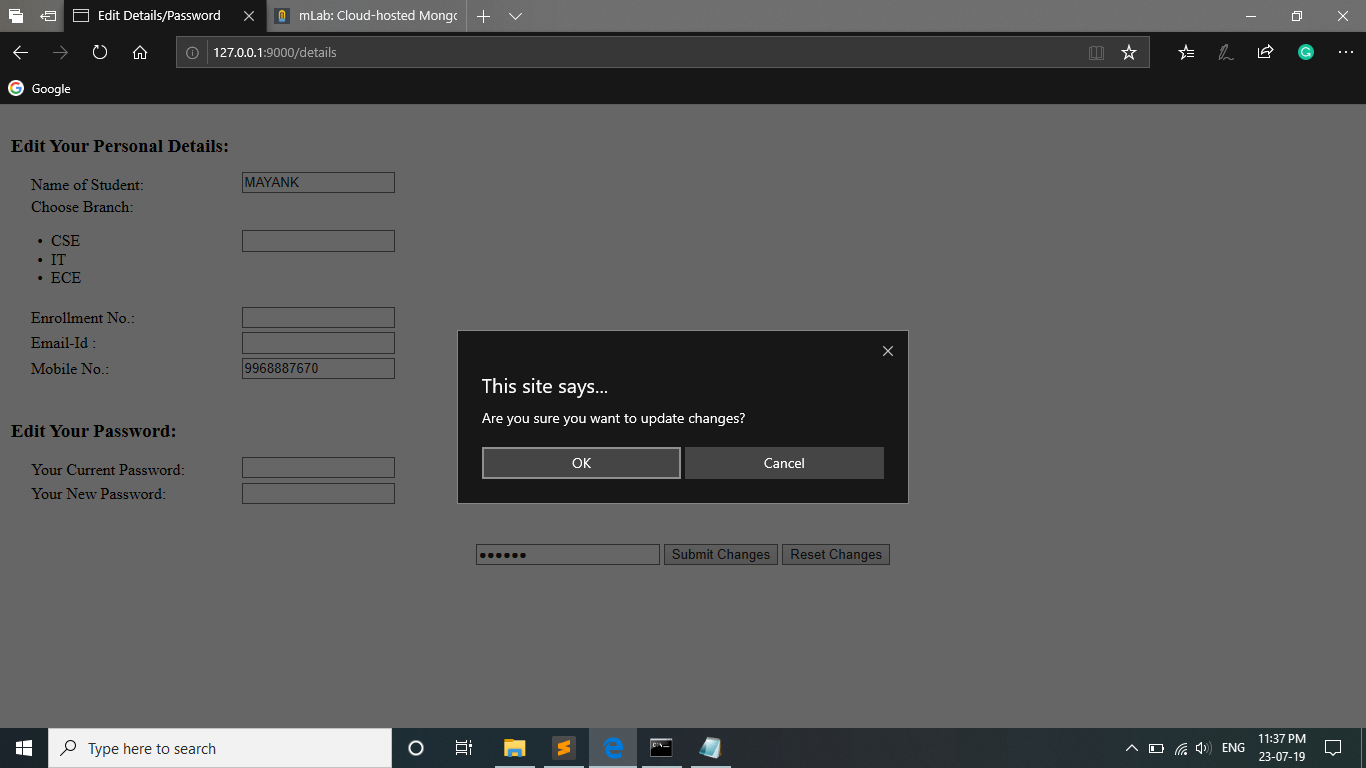 Edit Details/Password
mLab: Cloud-hosted Mongo
127.0.0.1:9000/details
Google
Edit Your Personal Details:
Name of Student: MAYANK
Choose Branch:
• CSE
• IT
• ECE
Enrollment No.:
Email-Id :
Mobile No.: 9968887670
This site says...
Are you sure you want to update changes?
OK Cancel
Edit Your Password:
Your Current Password:
Your New Password:
●●●●●● Submit Changes Reset Changes
Type here to search
ENG
11:37 PM
23-07-19